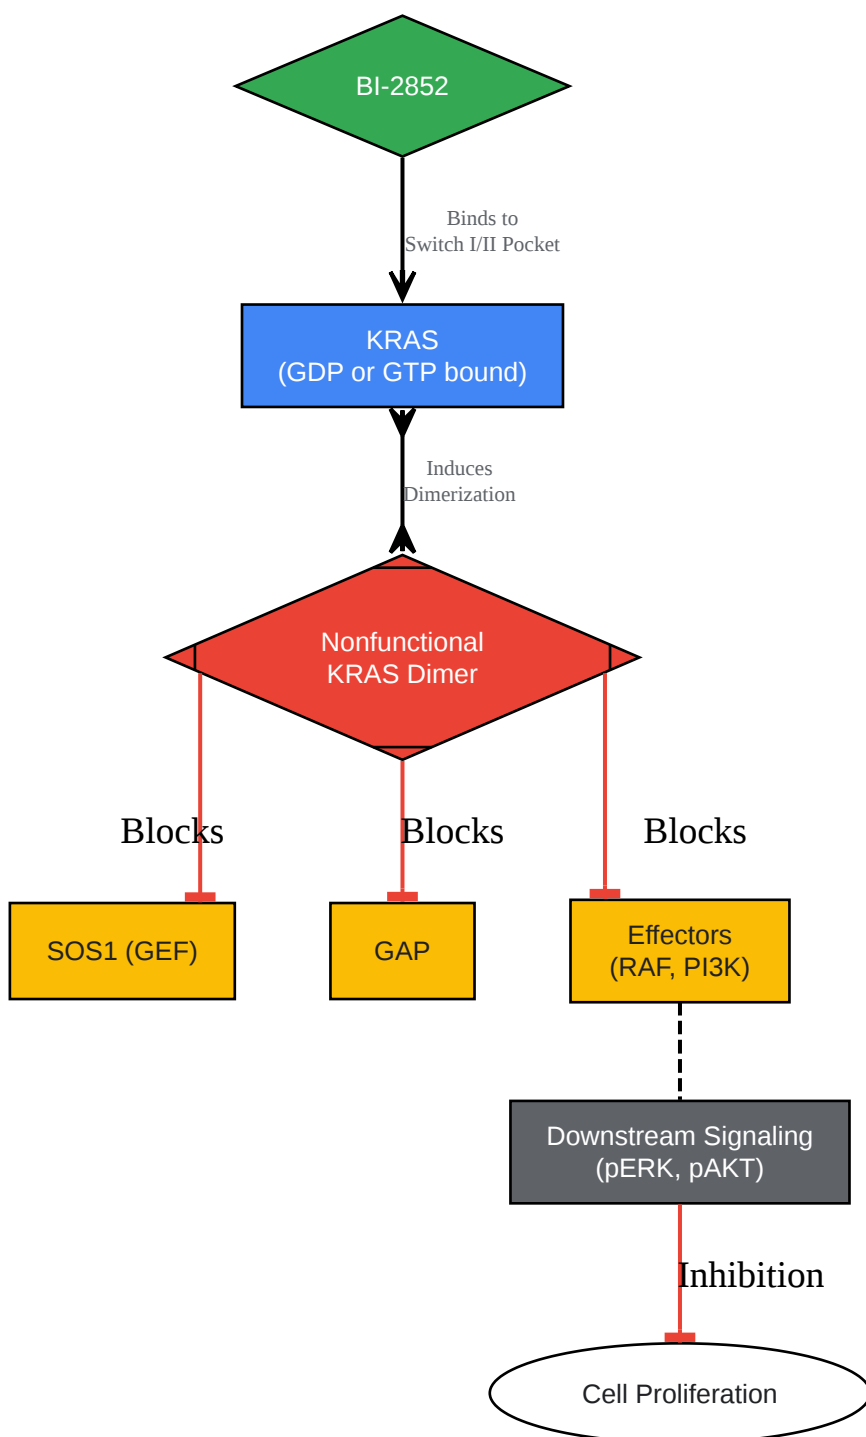 BI-2852
Binds to
Switch I/II Pocket
KRAS
(GDP or GTP bound)
Induces
Dimerization
Nonfunctional
KRAS Dimer
Blocks
Blocks
Blocks
SOS1 (GEF)
GAP
Effectors
(RAF, PI3K)
Downstream Signaling
(pERK, pAKT)
Inhibition
Cell Proliferation